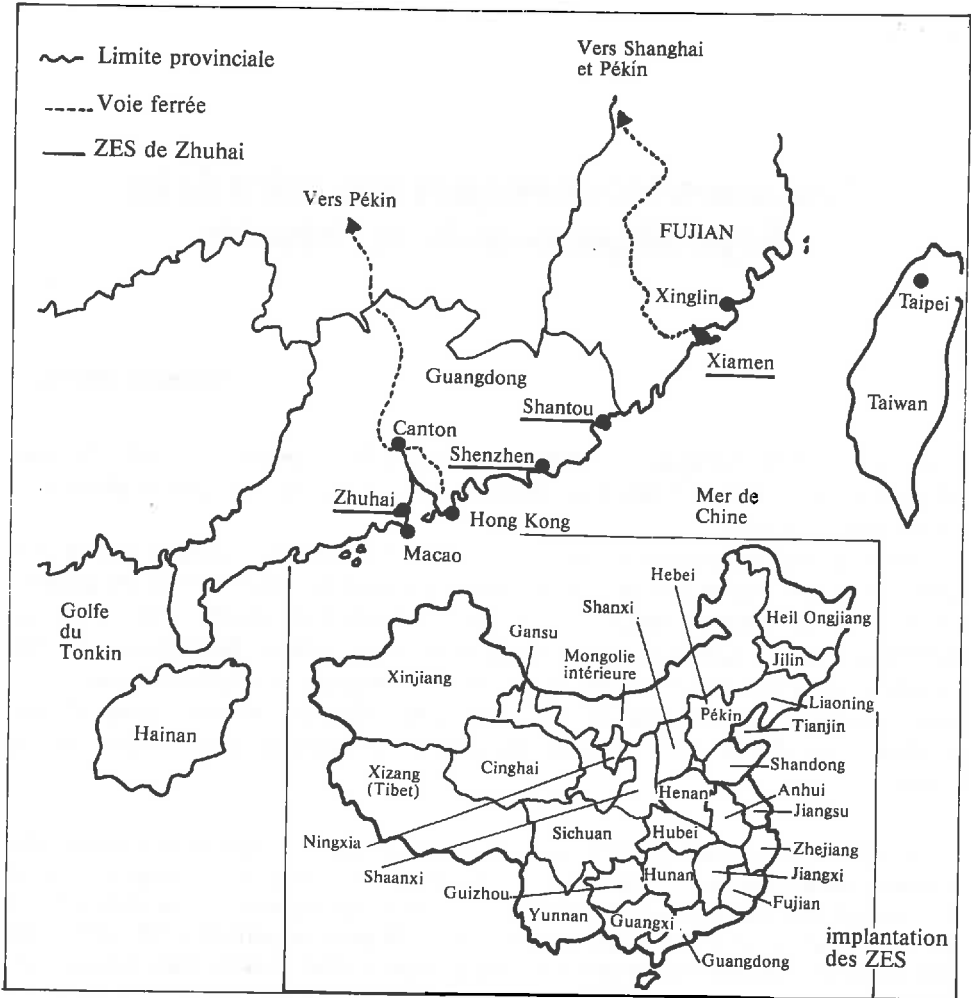 Limite provinciale
Voie ferrée
ZES de Zhuhai
Vers Shanghai
et Pékin
Vers Pékin
FUJIAN
Xinglin
Taipei
Xiamen
Guangdong
Taiwan
Shantou
Canton
Shenzhen
Zhuhai
Mer de
Chine
Hong Kong
Macao
Golfe
du
Tonkin
Hainan
Hebei
Shanxi
Gansu
Mongolie
intérieure
Heil Ongjiang
Jilin
Xinjiang
Liaoning
Pékin
Tianjin
Cinghai
Shandong
Xizang
(Tibet)
Henan
Anhui
Jiangsu
Ningxia
Sichuan
Hubei
Zhejiang
Shaanxi
Hunan
Jiangxi
Guizhou
Fujian
Yunnan
Guangxi
Guangdong
implantation
des ZES